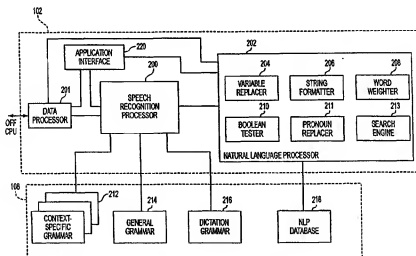 102
220
202
APPLICATION
INTERFACE
200
204
206
208
VARIABLE
REPLACER
STRING
FORMATTER
WORD
WEIGHTER
201
SPEECH
RECOGNITION
PROCESSOR
DATA
PROCESSOR
OFF
CPU
210
211
213
BOOLEAN
TESTER
PRONOUN
REPLACER
SEARCH
ENGINE
NATURAL LANGUAGE PROCESSOR
108
212
214
216
218
CONTEXT-
SPECIFIC
GRAMMAR
GENERAL
GRAMMAR
DICTATION
GRAMMAR
NLP
DATABASE